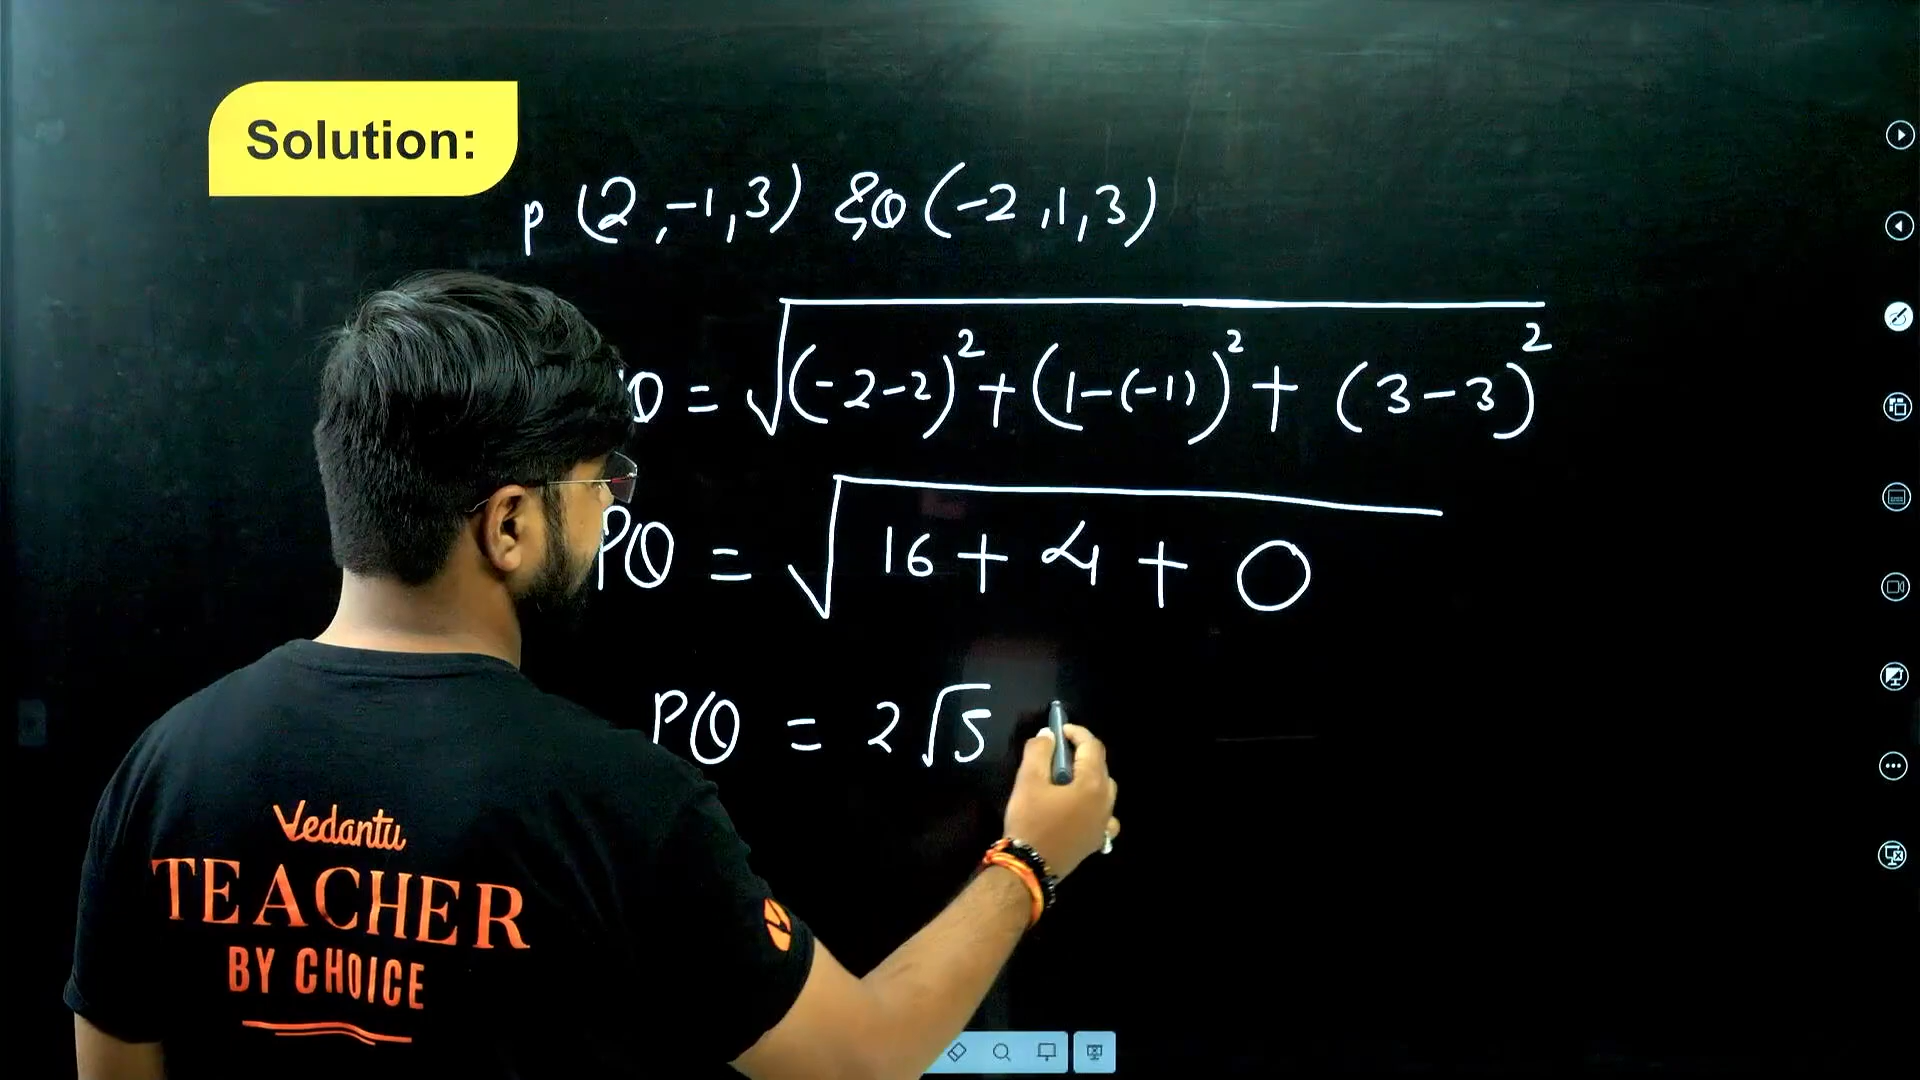 Solution:
p (2, -1, 3) & Q (-2, 1, 3)
Q = √(-2-2)² + (1-(-1))² + (3-3)²
PQ = √16 + 4 + 0
PQ = 2√5
Vedantu
TEACHER
BY CHOICE